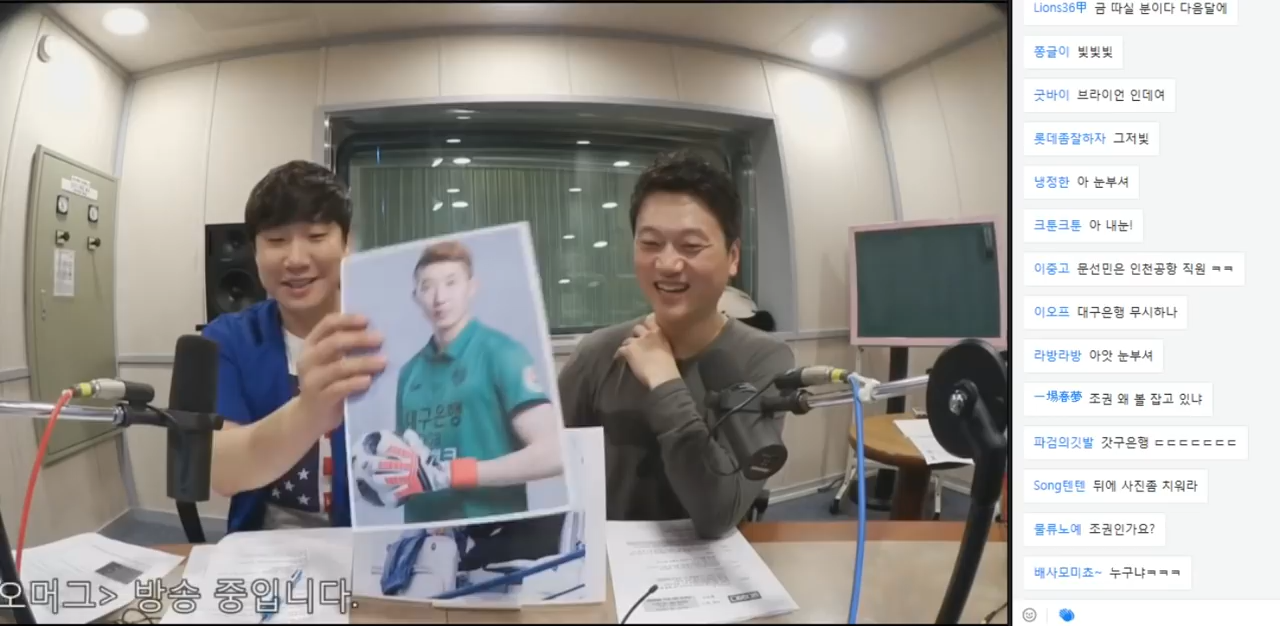 대구은행
오머그> 방송 중입니다.
Lions36甲 금 따실 분이다 다음달에
쫑글이 빛빛빛
굿바이 브라이언 인데여
롯데좀잘하자 그저빛
냉정한 아 눈부셔
크툰크툰 아 내눈!
이중고 문선민은 인천공항 직원 ㅋㅋ
이오프 대구은행 무시하나
라방라방 아앗 눈부셔
一場春夢 조권 왜 볼 잡고 있냐
파검의깃발 갓구은행 ㄷㄷㄷㄷㄷㄷㄷ
Song텐텐 뒤에 사진좀 치워라
물류노예 조권인가요?
배사모미쵸~ 누구냐ㅋㅋㅋ